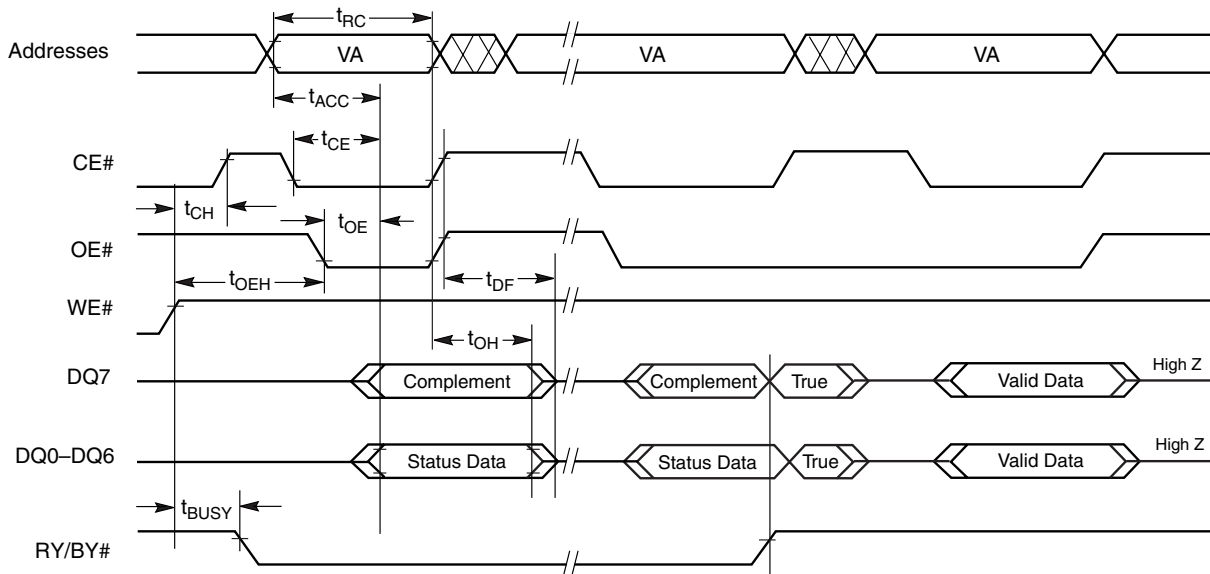 tRC
Addresses VA VA VA
tACC
tCE
CE#
tCH
tOE
OE#
tOEH
tDF
WE#
tOH
DQ7 Complement Complement True Valid Data High Z
DQ0–DQ6 Status Data Status Data True Valid Data High Z
tBUSY
RY/BY#